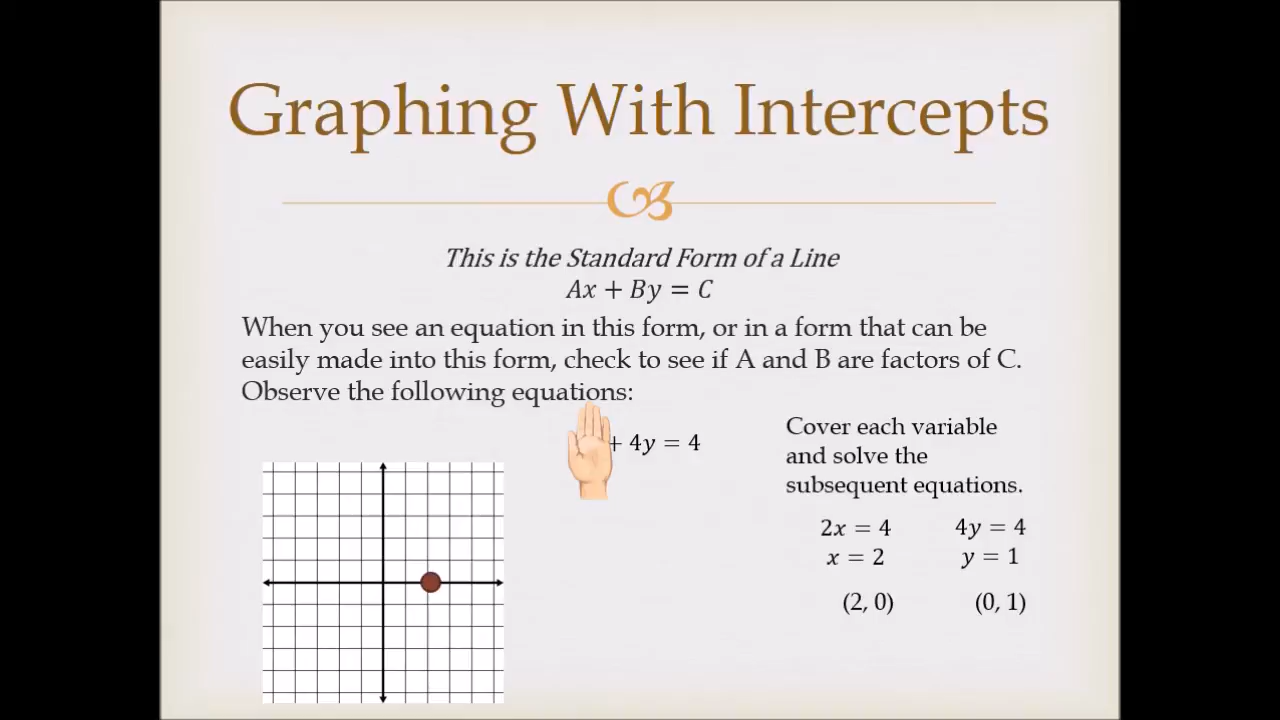 Graphing With Intercepts
This is the Standard Form of a Line
Ax + By = C
When you see an equation in this form, or in a form that can be
easily made into this form, check to see if A and B are factors of C.
Observe the following equations:
+ 4y = 4
Cover each variable
and solve the
subsequent equations.
2x = 4 4y = 4
x = 2 y = 1
(2, 0) (0, 1)